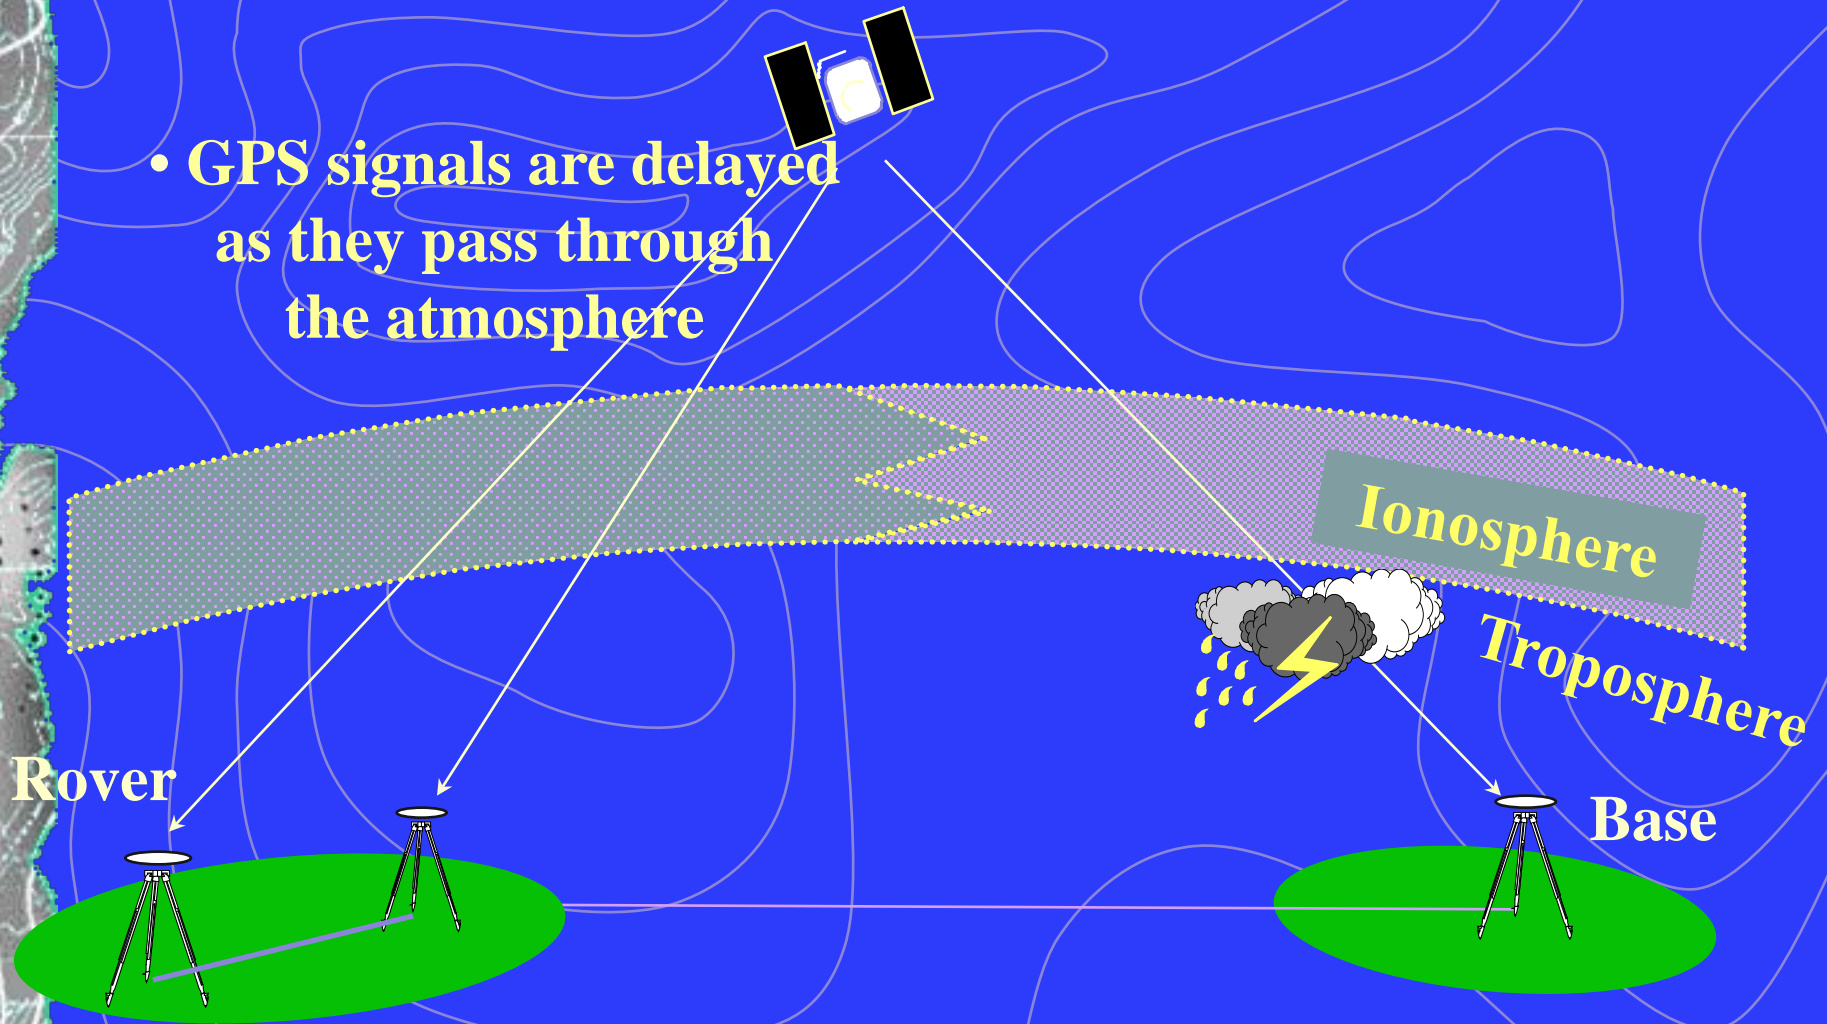 • GPS signals are delayed
as they pass through
the atmosphere
Ionosphere
Troposphere
Rover
Base